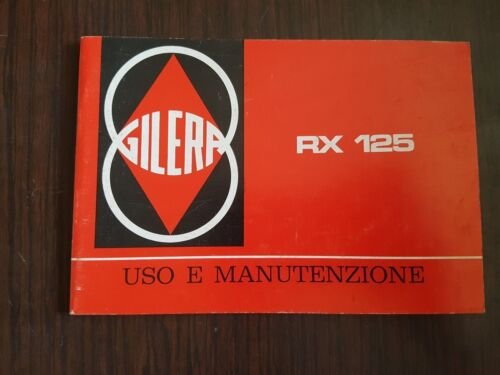 GILERA
RX 125
USO E MANUTENZIONE